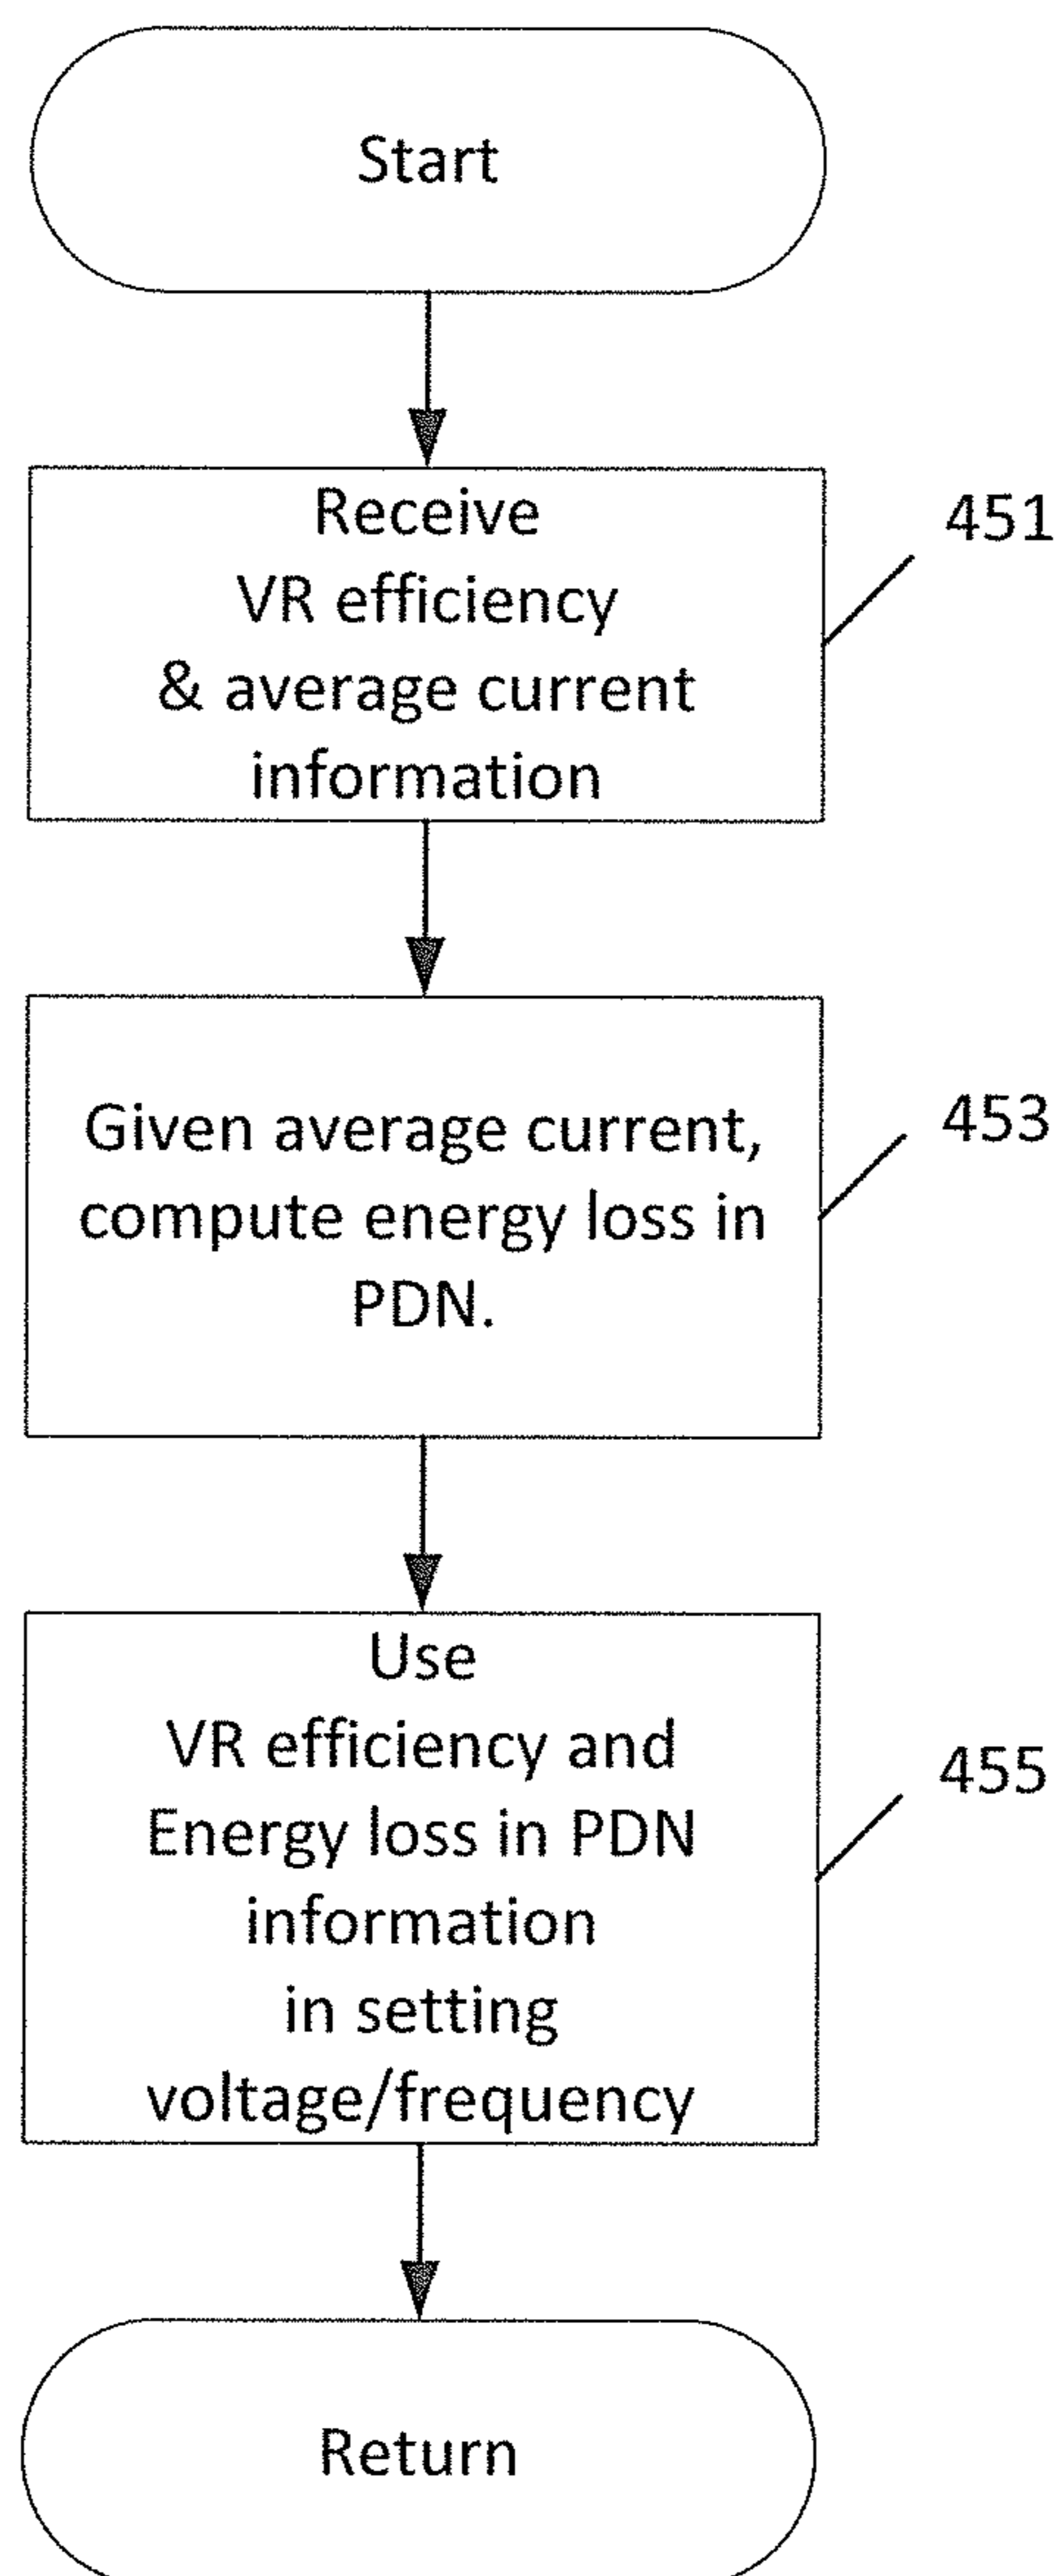 Start
Receive
VR efficiency
& average current
information
451
Given average current,
compute energy loss in
PDN.
453
Use
VR efficiency and
Energy loss in PDN
information
in setting
voltage/frequency
455
Return